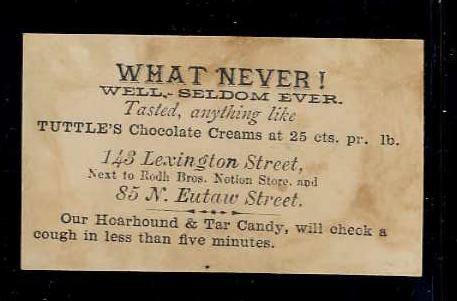 WHAT NEVER!
WELL,- SELDOM EVER.
Tasted, anything like
TUTTLE'S Chocolate Creams at 25 cts. pr. lb.
143 Lexington Street,
Next to Rodh Bros. Notion Store, and
85 N. Eutaw Street.
Our Hoarhound & Tar Candy, will check a
cough in less than five minutes.